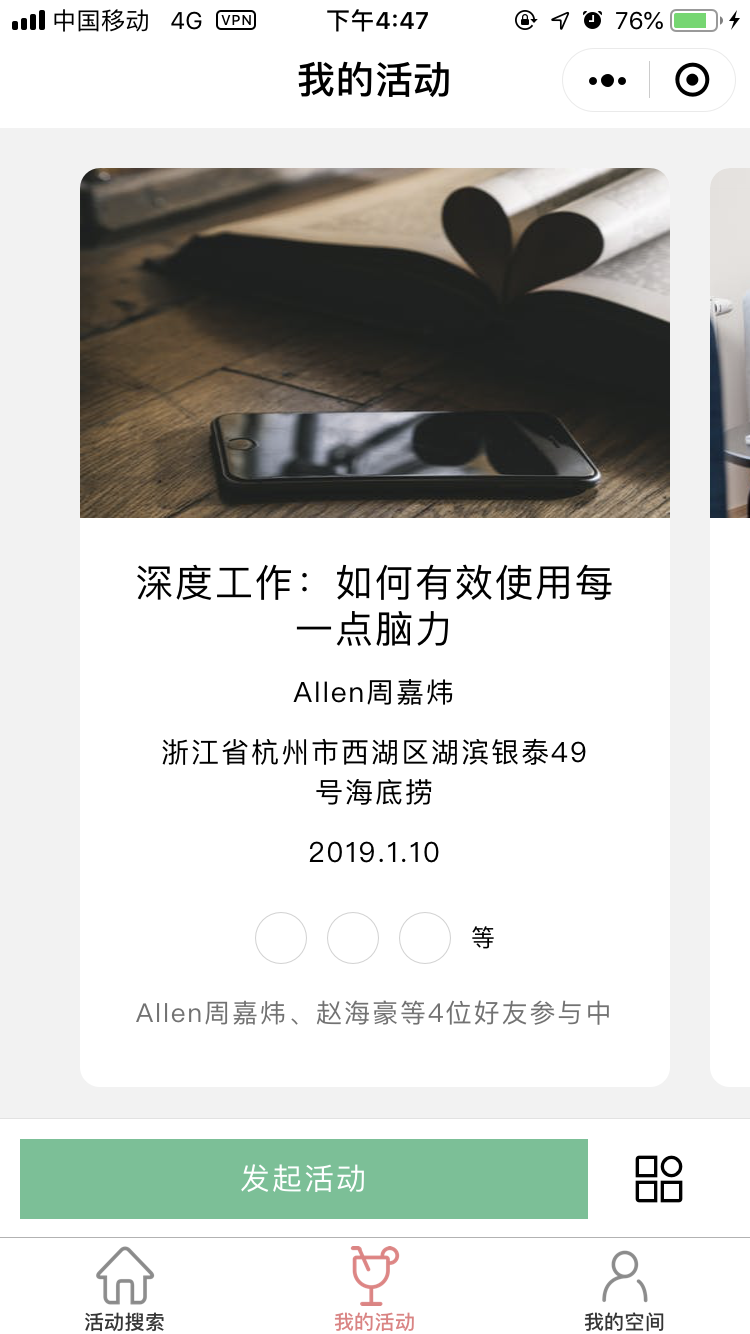 中国移动 4G VPN 下午4:47 76%
我的活动
深度工作：如何有效使用每
一点脑力
Allen周嘉炜
浙江省杭州市西湖区湖滨银泰49
号海底捞
2019.1.10
等
Allen周嘉炜、赵海豪等4位好友参与中
发起活动
活动搜索 我的活动 我的空间